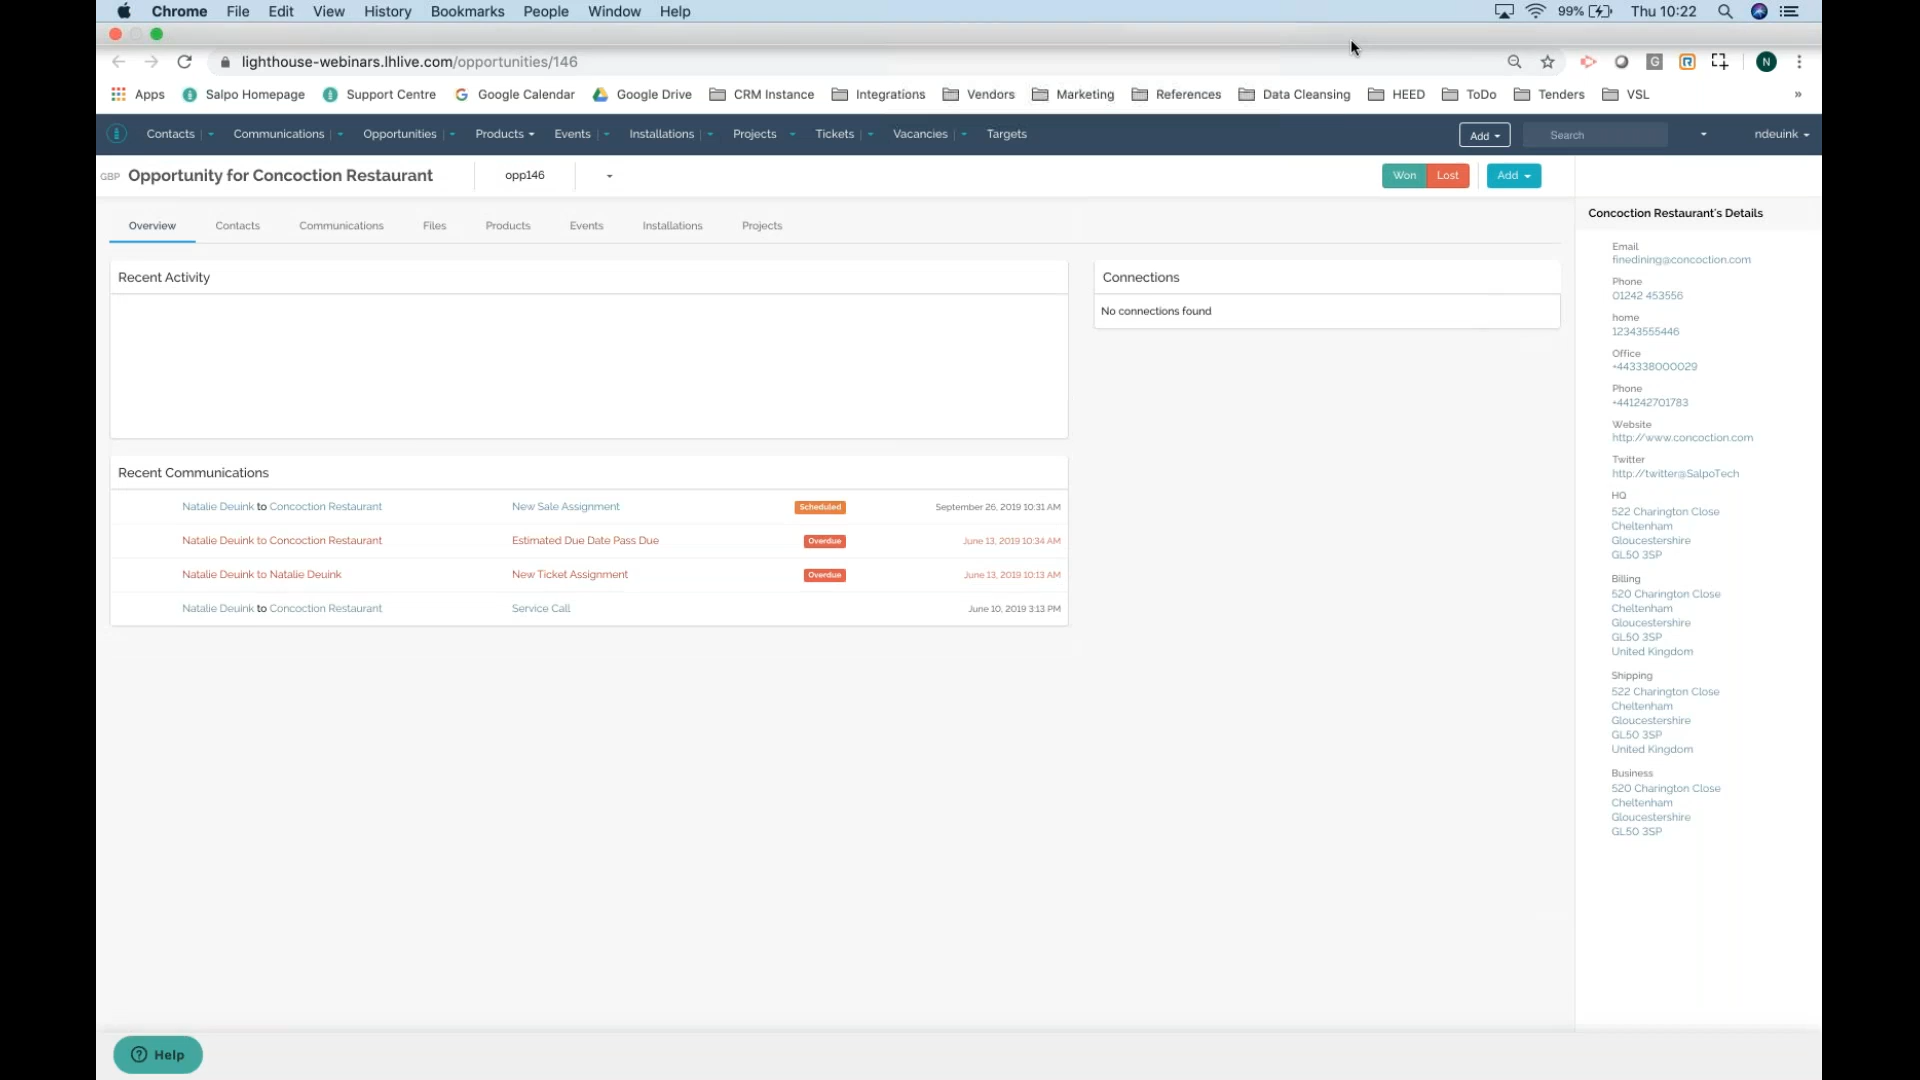 Chrome File Edit View History Bookmarks People Window Help 99% Thu 10:22
lighthouse-webinars.lhlive.com/opportunities/146 G R N
Apps Salpo Homepage Support Centre Google Calendar Google Drive CRM Instance Integrations Vendors Marketing References Data Cleansing HEED ToDo Tenders VSL »
Contacts Communications Opportunities Products Events Installations Projects Tickets Vacancies Targets Add Search ndeuink
GBP Opportunity for Concoction Restaurant opp146 Won Lost Add
Overview Contacts Communications Files Products Events Installations Projects
Recent Activity
Connections
No connections found
Recent Communications
Natalie Deuink to Concoction Restaurant New Sale Assignment Scheduled September 26, 2019 10:31 AM
Natalie Deuink to Concoction Restaurant Estimated Due Date Pass Due Overdue June 13, 2019 10:34 AM
Natalie Deuink to Natalie Deuink New Ticket Assignment Overdue June 13, 2019 10:13 AM
Natalie Deuink to Concoction Restaurant Service Call June 10, 2019 3:13 PM
Concoction Restaurant's Details
Email
finedining@concoction.com
Phone
01242 453556
home
12343555446
Office
+443338000029
Phone
+441242701783
Website
http://www.concoction.com
Twitter
http://twitter@SalpoTech
HQ
522 Charington Close
Cheltenham
Gloucestershire
GL50 3SP
Billing
520 Charington Close
Cheltenham
Gloucestershire
GL50 3SP
United Kingdom
Shipping
522 Charington Close
Cheltenham
Gloucestershire
GL50 3SP
United Kingdom
Business
520 Charington Close
Cheltenham
Gloucestershire
GL50 3SP
? Help